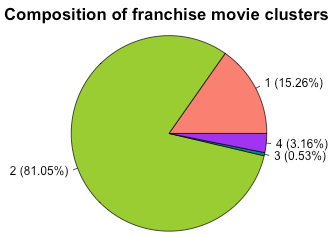 Composition of franchise movie clusters
1 (15.26%)
2 (81.05%)
4 (3.16%)
3 (0.53%)